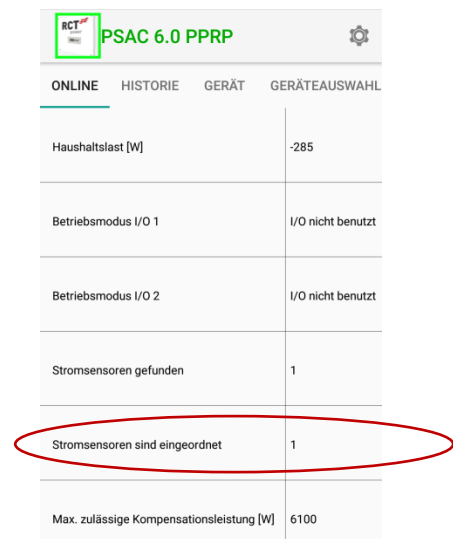 RCT
PSAC 6.0 PPRP
ONLINE HISTORIE GERÄT GERÄTEAUSWAHL
Haushaltslast [W] -285
Betriebsmodus I/O 1 I/O nicht benutzt
Betriebsmodus I/O 2 I/O nicht benutzt
Stromsensoren gefunden 1
Stromsensoren sind eingeordnet 1
Max. zulässige Kompensationsleistung [W] 6100